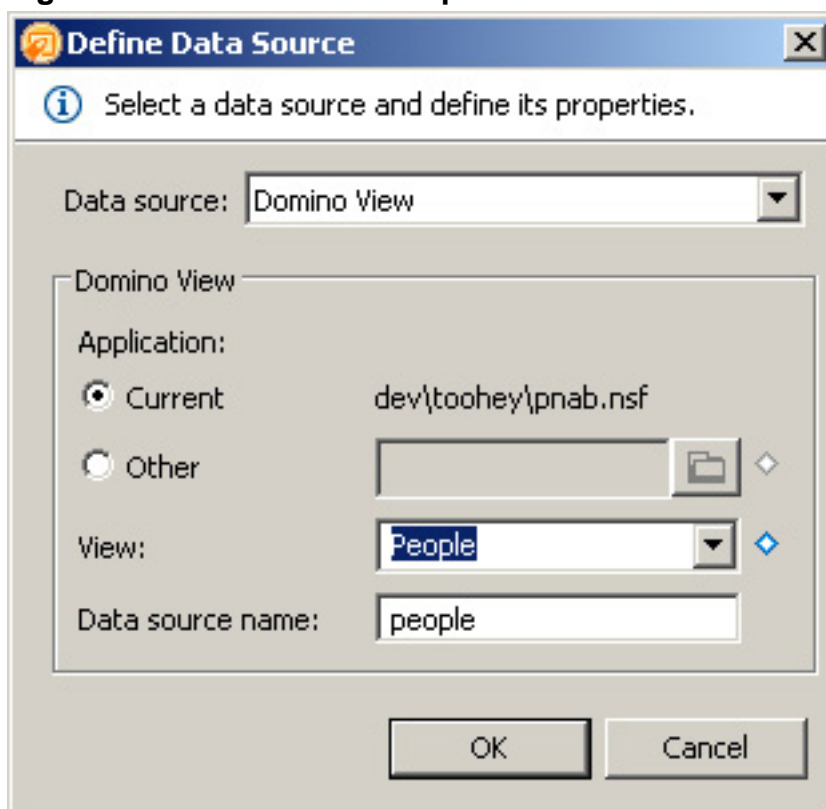 Define Data Source
Select a data source and define its properties.
Data source: Domino View
Domino View
Application:
Current dev\toohey\pnab.nsf
Other
View: People
Data source name: people
OK Cancel